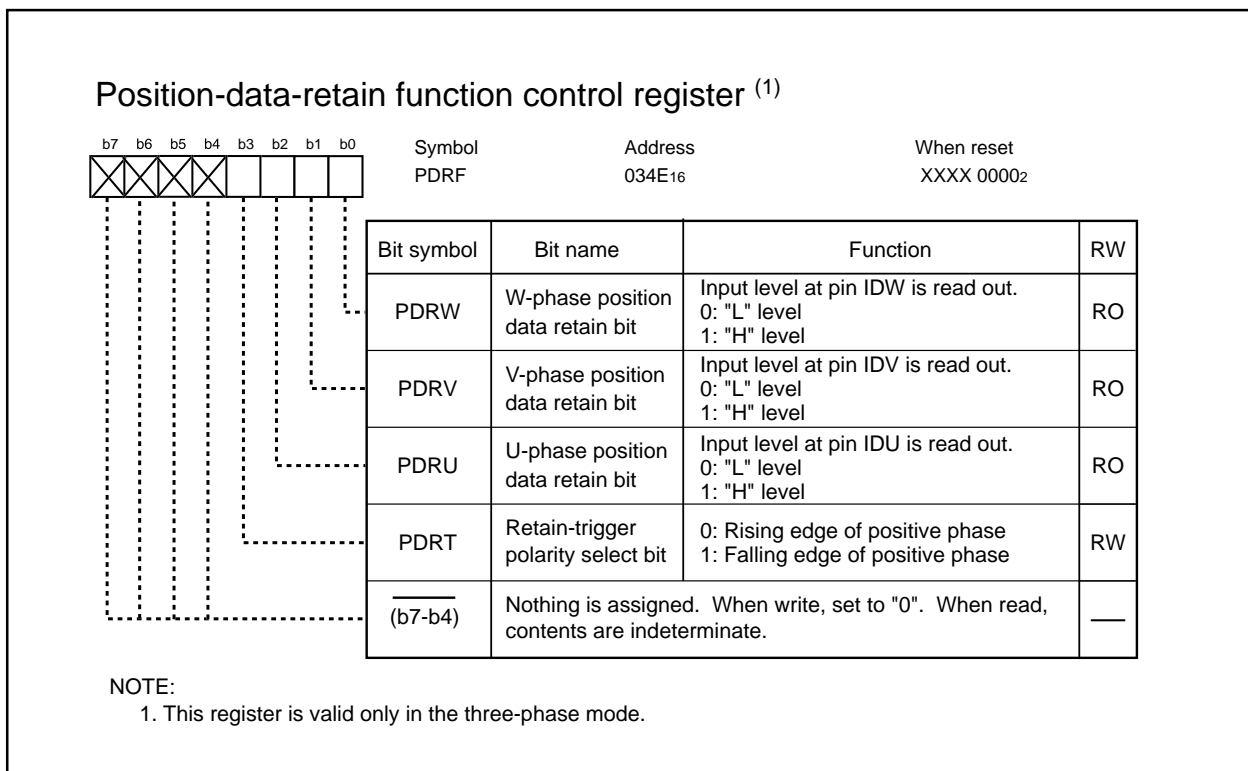 Position-data-retain function control register (1)
b7 b6 b5 b4 b3 b2 b1 b0
Symbol Address When reset
PDRF 034E16 XXXX 00002
Bit symbol Bit name Function RW
PDRW W-phase position data retain bit Input level at pin IDW is read out. RO
0: "L" level
1: "H" level
PDRV V-phase position data retain bit Input level at pin IDV is read out. RO
0: "L" level
1: "H" level
PDRU U-phase position data retain bit Input level at pin IDU is read out. RO
0: "L" level
1: "H" level
PDRT Retain-trigger polarity select bit 0: Rising edge of positive phase RW
1: Falling edge of positive phase
(b7-b4) Nothing is assigned. When write, set to "0". When read,
contents are indeterminate.
NOTE:
1. This register is valid only in the three-phase mode.